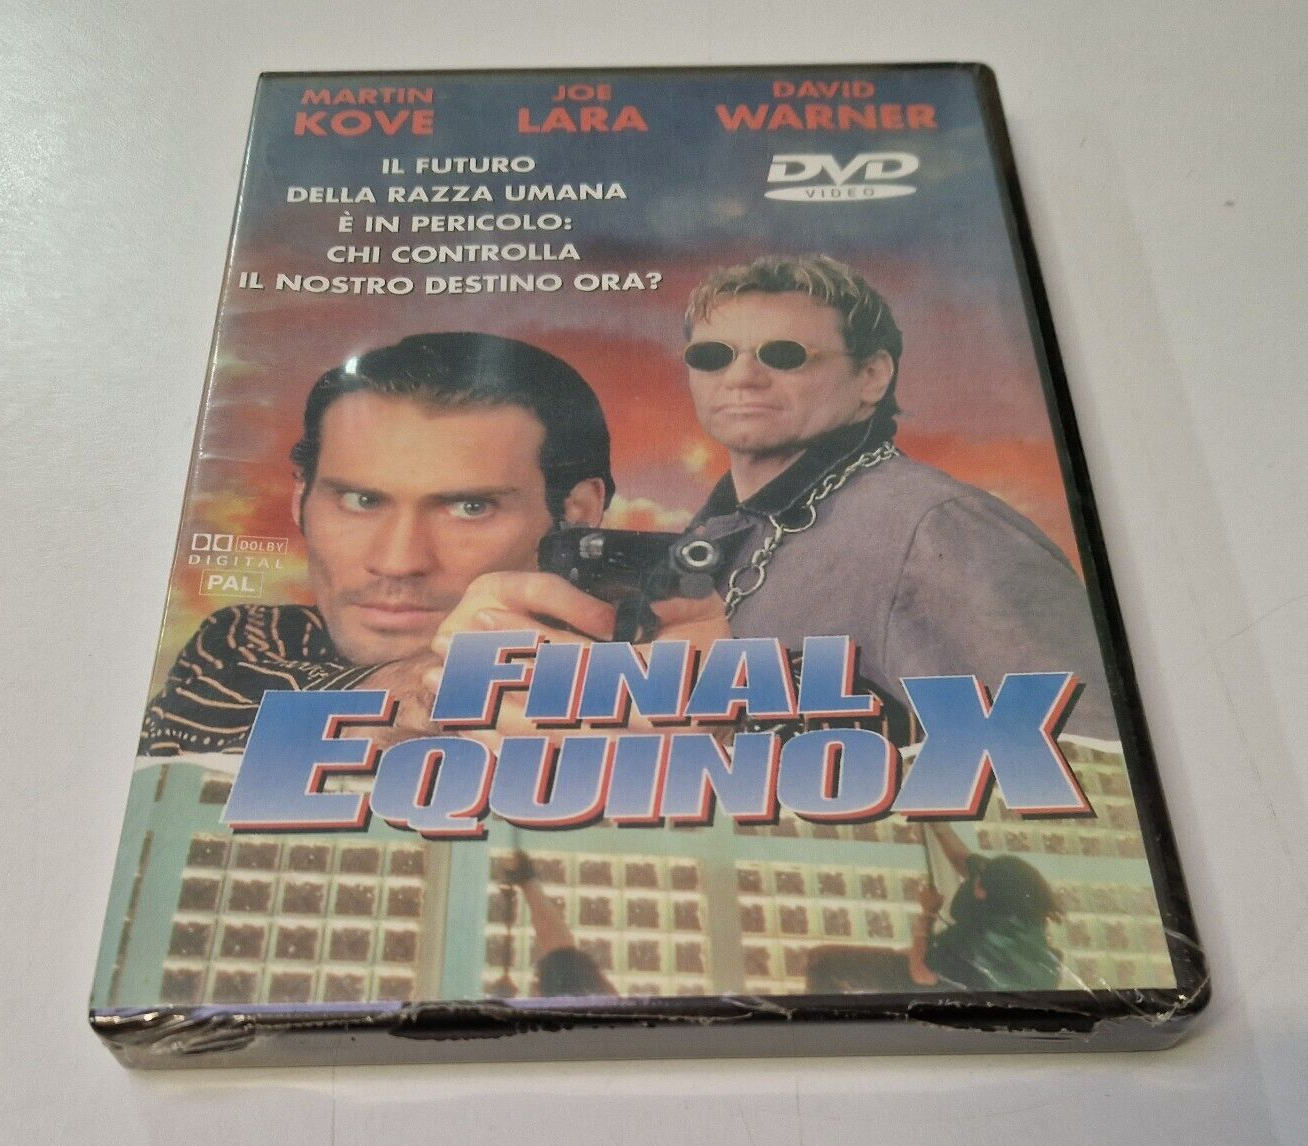 MARTIN JOE DAVID
KOVE LARA WARNER
IL FUTURO
DELLA RAZZA UMANA
È IN PERICOLO:
CHI CONTROLLA
IL NOSTRO DESTINO ORA?
DVD
VIDEO
DOLBY
DIGITAL
PAL
FINAL
EQUINOX